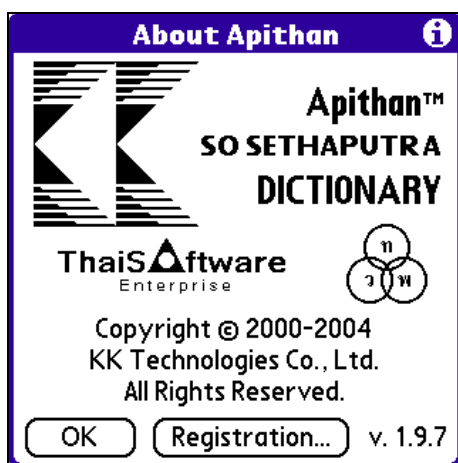 About Apithan
Apithan™
SO SETHAPUTRA
DICTIONARY
ThaiSoftware
Enterprise
ท
ว พ
Copyright © 2000-2004
KK Technologies Co., Ltd.
All Rights Reserved.
OK Registration... v. 1.9.7